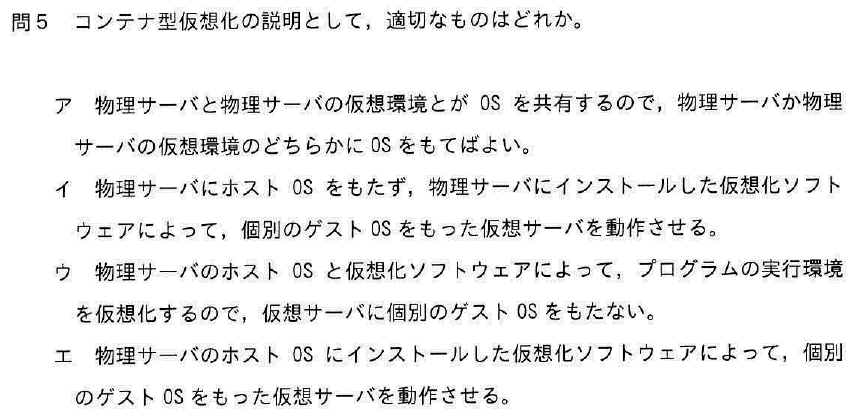 問5　コンテナ型仮想化の説明として，適切なものはどれか。
ア　物理サーバと物理サーバの仮想環境とが OS を共有するので，物理サーバか物理
サーバの仮想環境のどちらかに OS をもてばよい。
イ　物理サーバにホスト OS をもたず，物理サーバにインストールした仮想化ソフト
ウェアによって，個別のゲスト OS をもった仮想サーバを動作させる。
ウ　物理サーバのホスト OS と仮想化ソフトウェアによって，プログラムの実行環境
を仮想化するので，仮想サーバに個別のゲスト OS をもたない。
エ　物理サーバのホスト OS にインストールした仮想化ソフトウェアによって，個別
のゲスト OS をもった仮想サーバを動作させる。